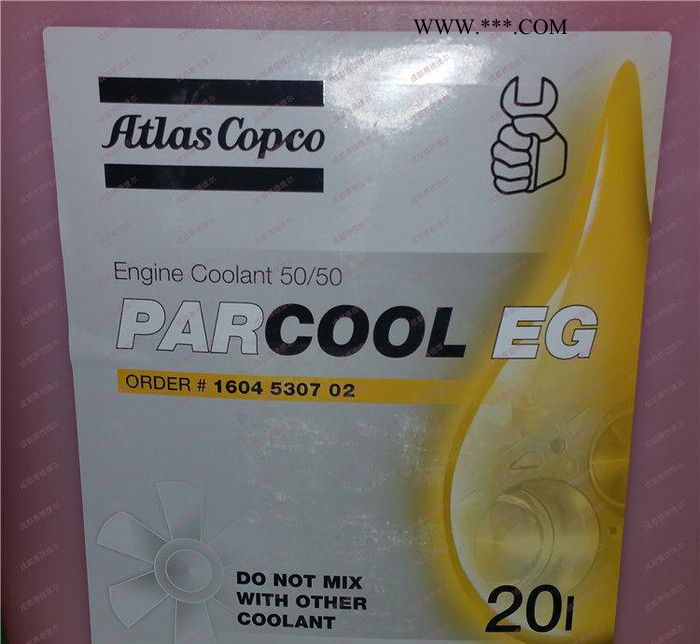 WWW.***.COM
Atlas Copco
Engine Coolant 50/50
PARCOOL EG
ORDER # 1604 5307 02
DO NOT MIX
WITH OTHER
COOLANT
20l